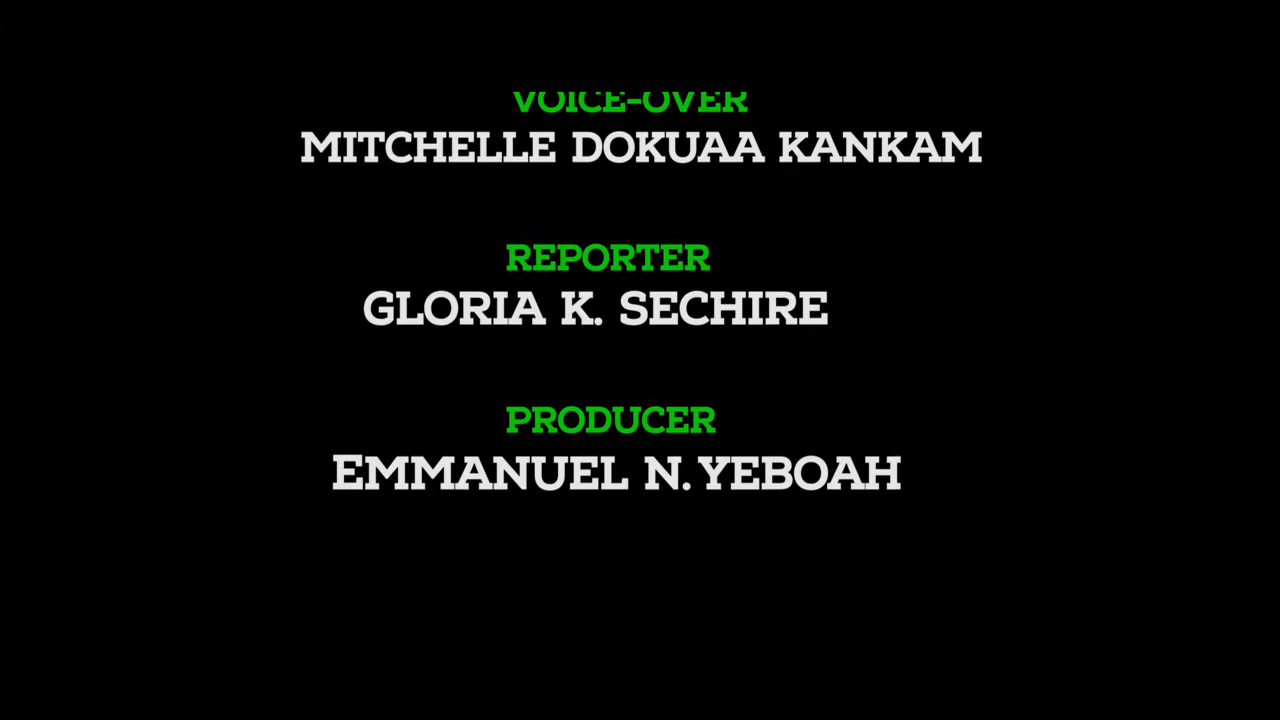 VOICE-OVER
MITCHELLE DOKUAA KANKAM
REPORTER
GLORIA K. SECHIRE
PRODUCER
EMMANUEL N. YEBOAH